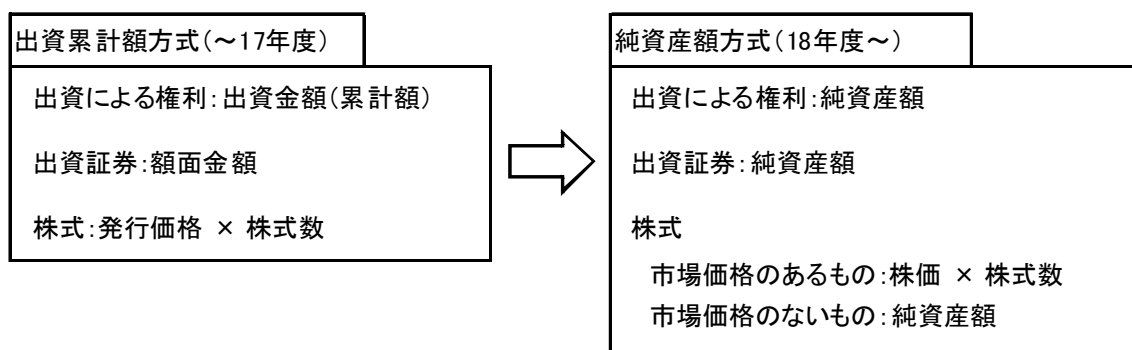 出資累計額方式(～17年度)
出資による権利:出資金額(累計額)
出資証券:額面金額
株式:発行価格 × 株式数
純資産額方式(18年度～)
出資による権利:純資産額
出資証券:純資産額
株式
市場価格のあるもの:株価 × 株式数
市場価格のないもの:純資産額